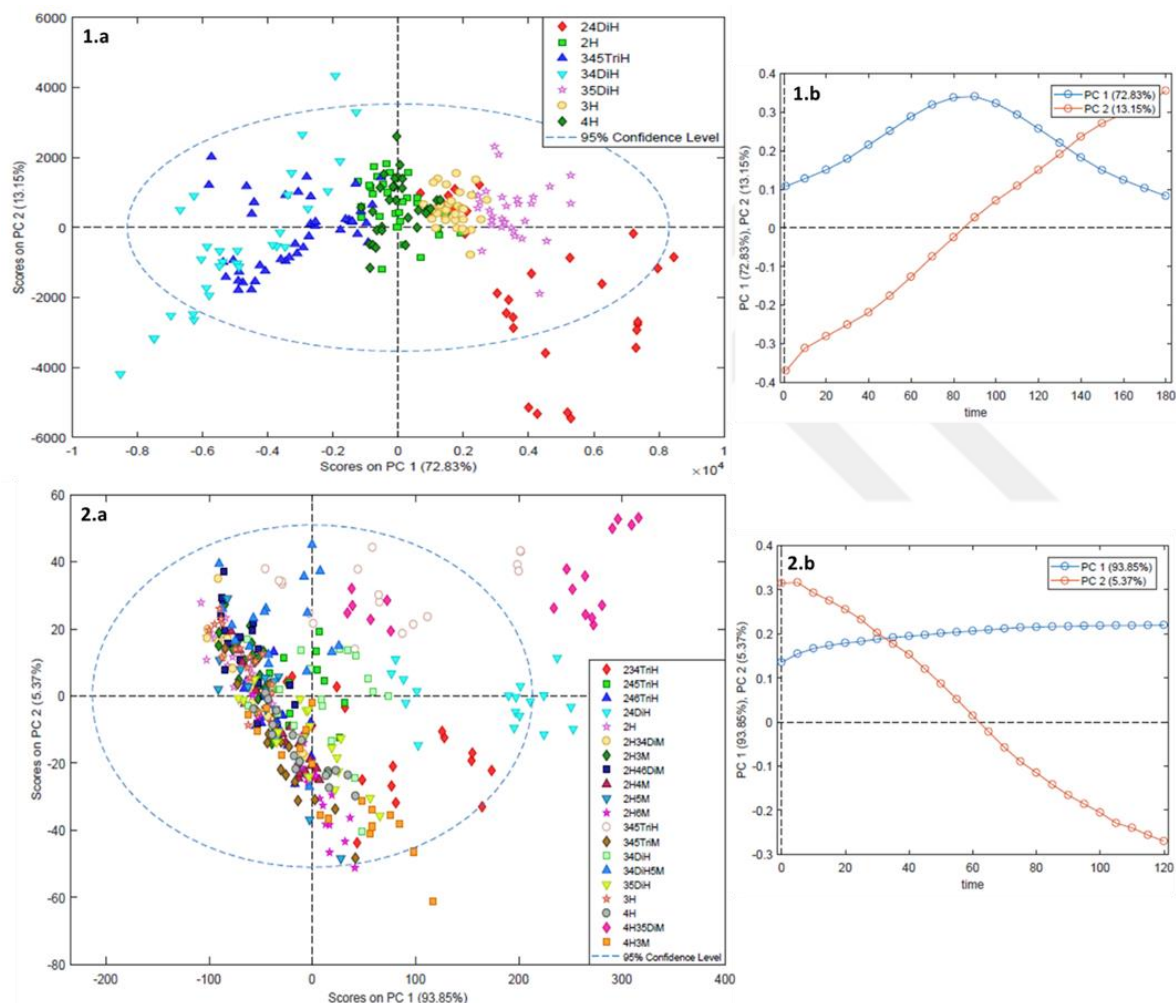 1.a
6000
4000
2000
0
-2000
-4000
-6000
Scores on PC 2 (13.15%)
24DiH
2H
345TriH
34DiH
35DiH
3H
4H
95% Confidence Level
-1
-0.8
-0.6
-0.4
-0.2
0
0.2
0.4
0.6
0.8
1
×10⁴
Scores on PC 1 (72.83%)
1.b
0.4
0.3
0.2
0.1
0
-0.1
-0.2
-0.3
-0.4
PC 1 (72.83%), PC 2 (13.15%)
PC 1 (72.83%)
PC 2 (13.15%)
0
20
40
60
80
100
120
140
160
180
time
2.a
60
40
20
0
-20
-40
-60
-80
Scores on PC 2 (5.37%)
234TriH
245TriH
246TriH
24DiH
2H
2H34DiM
2H3M
2H46DiM
2H4M
2H5M
2H6M
345TriH
345TriM
34DiH
34DiH5M
35DiH
3H
4H
4H35DiM
4H3M
95% Confidence Level
-200
-100
0
100
200
300
400
Scores on PC 1 (93.85%)
2.b
0.4
0.3
0.2
0.1
0
-0.1
-0.2
-0.3
PC 1 (93.85%), PC 2 (5.37%)
PC 1 (93.85%)
PC 2 (5.37%)
0
20
40
60
80
100
120
time